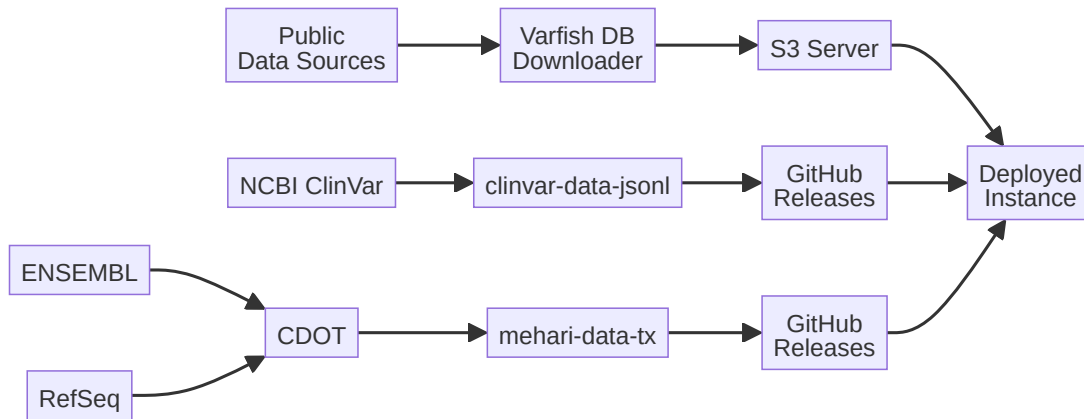 Public
Data Sources
Varfish DB
Downloader
S3 Server
NCBI ClinVar
clinvar-data-jsonl
GitHub
Releases
Deployed
Instance
ENSEMBL
RefSeq
CDOT
mehari-data-tx
GitHub
Releases